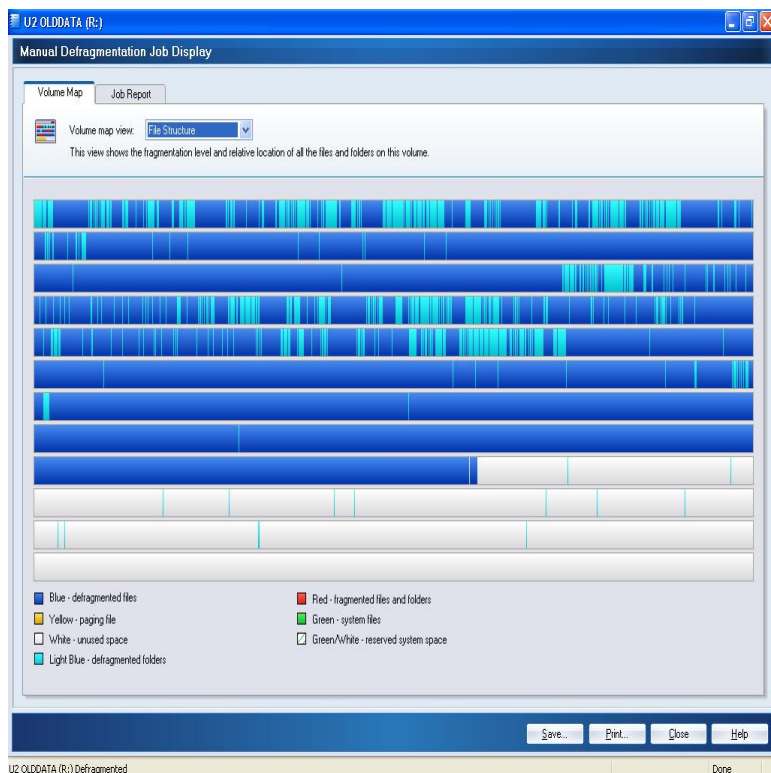 U2 OLDDATA (R:)
Manual Defragmentation Job Display
Volume Map
Job Report
Volume map view: File Structure
This view shows the fragmentation level and relative location of all the files and folders on this volume.
Blue - defragmented files
Red - fragmented files and folders
Yellow - paging file
Green - system files
White - unused space
Green/White - reserved system space
Light Blue - defragmented folders
Save... Print... Close Help
U2 OLDDATA (R:) Defragmented
Done